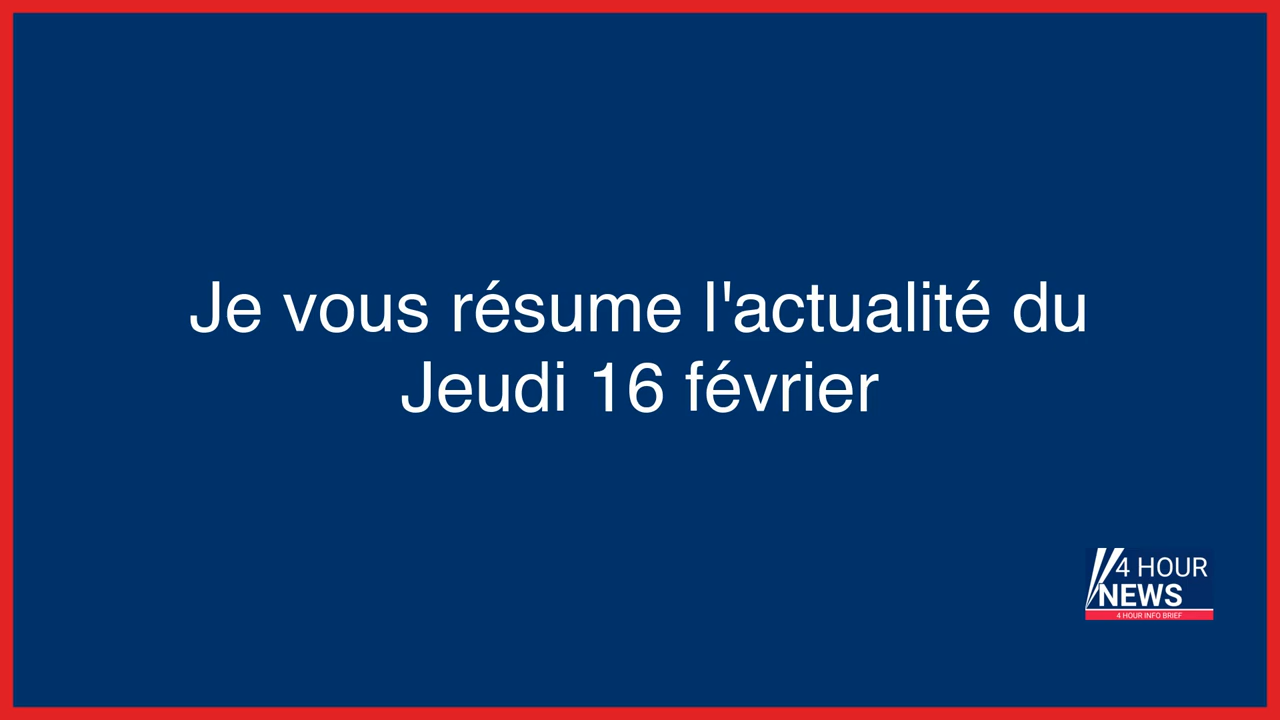 Je vous résume l'actualité du
Jeudi 16 février
4 HOUR
NEWS
4 HOUR INFO BRIEF